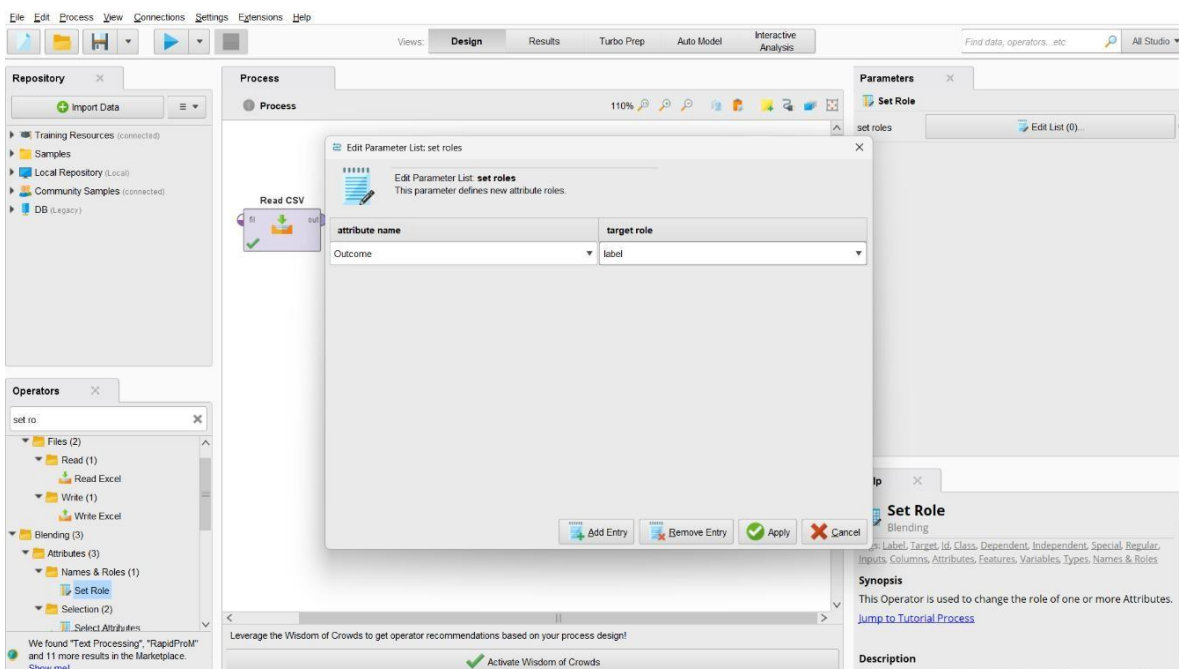 File Edit Process View Connections Settings Extensions Help
Views: Design Results Turbo Prep Auto Model Interactive Analysis
Find data, operators...etc
All Studio
Repository
Import Data
Training Resources (connected)
Samples
Local Repository (Local)
Community Samples (connected)
DB (Legacy)
Process
Process
110%
Read CSV
fil
out
Edit Parameter List: set roles
Edit Parameter List: set roles
This parameter defines new attribute roles.
attribute name target role
Outcome label
Add Entry Remove Entry Apply Cancel
Parameters
Set Role
set roles Edit List (0)...
Operators
set ro
Files (2)
Read (1)
Read Excel
Write (1)
Write Excel
Blending (3)
Attributes (3)
Names & Roles (1)
Set Role
Selection (2)
Select Attributes
We found "Text Processing", "RapidProM"
and 11 more results in the Marketplace.
Show me!
Leverage the Wisdom of Crowds to get operator recommendations based on your process design!
Activate Wisdom of Crowds
Set Role
Blending
Label, Target, Id, Class, Dependent, Independent, Special, Regular,
Inputs, Columns, Attributes, Features, Variables, Types, Names & Roles
Synopsis
This Operator is used to change the role of one or more Attributes.
Jump to Tutorial Process
Description